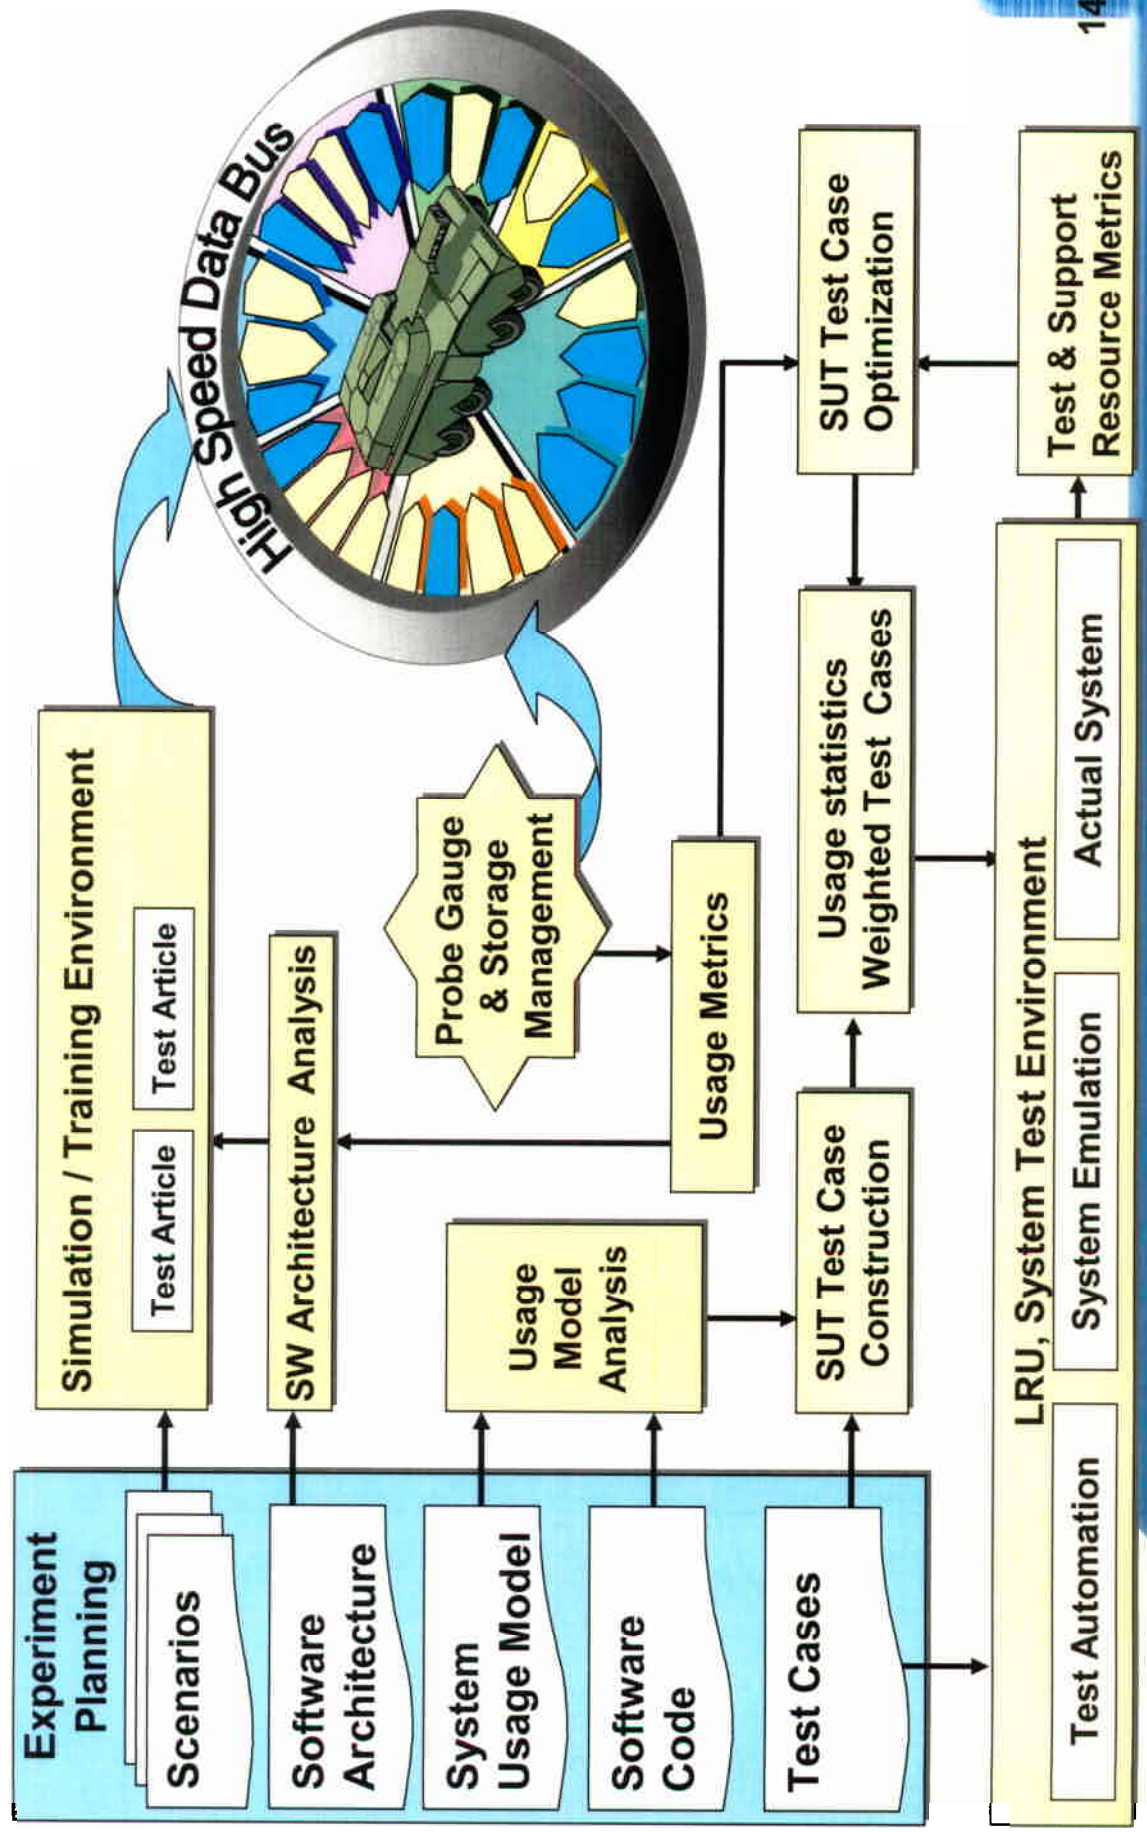 Experiment
Planning
Scenarios
Software
Architecture
System
Usage Model
Software
Code
Test Cases
Simulation / Training Environment
Test Article
Test Article
SW Architecture Analysis
Usage
Model
Analysis
Probe Gauge
& Storage
Management
Usage Metrics
High Speed Data Bus
SUT Test Case
Construction
Usage statistics
Weighted Test Cases
SUT Test Case
Optimization
LRU, System Test Environment
Test Automation
System Emulation
Actual System
Test & Support
Resource Metrics
14